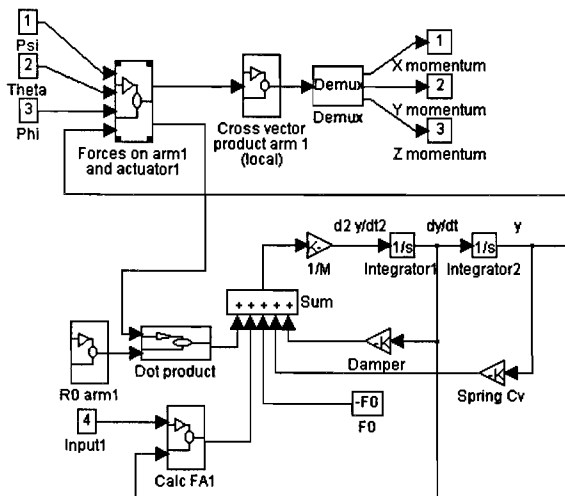 1
Psi
2
Theta
3
Phi
Forces on arm1
and actuator1
Cross vector
product arm 1
(local)
Demux
Demux
1
X momentum
2
Y momentum
3
Z momentum
d2 y/dt2
dy/dt
y
K-
1/M
1/s
Integrator1
1/s
Integrator2
+ + + + +
Sum
-K
Damper
-K
Spring Cv
R0 arm1
Dot product
-F0
F0
4
Input1
Calc FA1